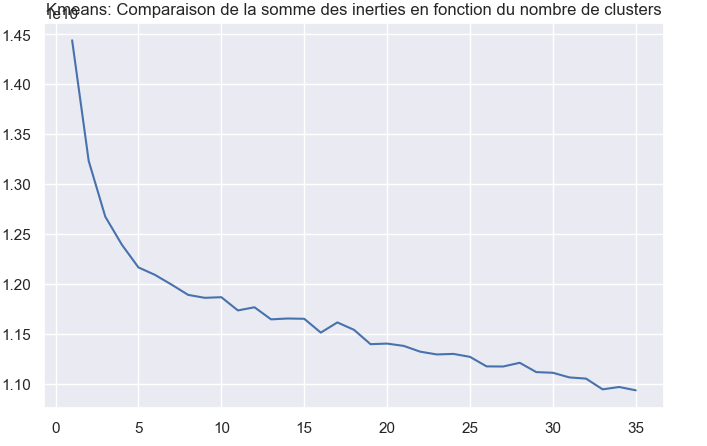 Kmeans: Comparaison de la somme des inerties en fonction du nombre de clusters
1e10
1.45
1.40
1.35
1.30
1.25
1.20
1.15
1.10
0 5 10 15 20 25 30 35